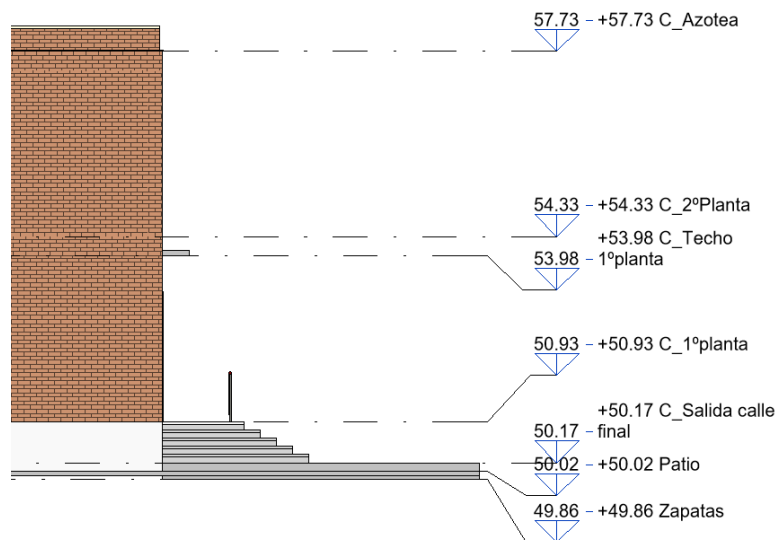 57.73 - +57.73 C_Azotea
54.33 - +54.33 C_2ºPlanta
+53.98 C_Techo
53.98 - 1ºplanta
50.93 - +50.93 C_1ºplanta
+50.17 C_Salida calle
50.17 - final
50.02 - +50.02 Patio
49.86 - +49.86 Zapatas